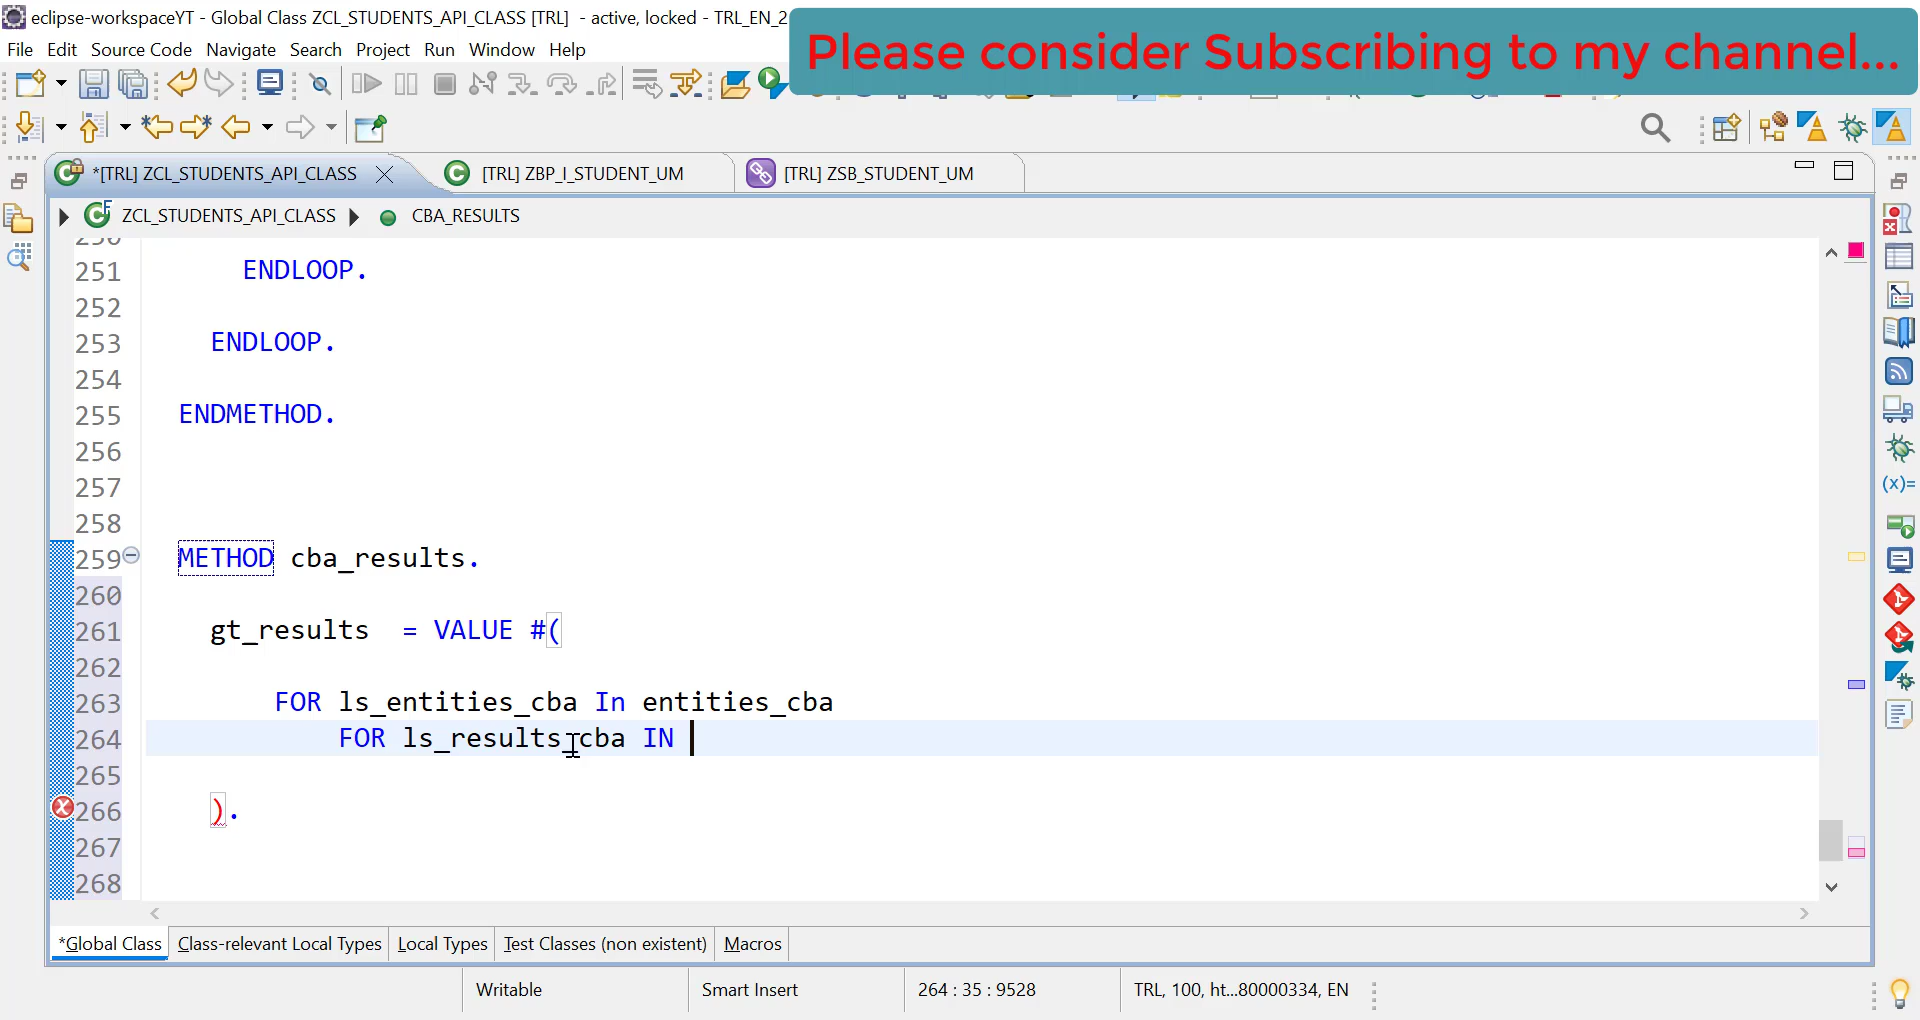 eclipse-workspaceYT - Global Class ZCL_STUDENTS_API_CLASS [TRL] - active, locked - TRL_EN_2
Please consider Subscribing to my channel...
File Edit Source Code Navigate Search Project Run Window Help
*[TRL] ZCL_STUDENTS_API_CLASS [TRL] ZBP_I_STUDENT_UM [TRL] ZSB_STUDENT_UM
ZCL_STUDENTS_API_CLASS CBA_RESULTS
250
251 ENDLOOP.
252
253 ENDLOOP.
254
255 ENDMETHOD.
256
257
258
259 METHOD cba_results.
260
261 gt_results = VALUE #(
262
263 FOR ls_entities_cba In entities_cba
264 FOR ls_results_cba IN
265
266 ).
267
268
*Global Class Class-relevant Local Types Local Types Test Classes (non existent) Macros
Writable Smart Insert 264 : 35 : 9528 TRL, 100, ht...80000334, EN